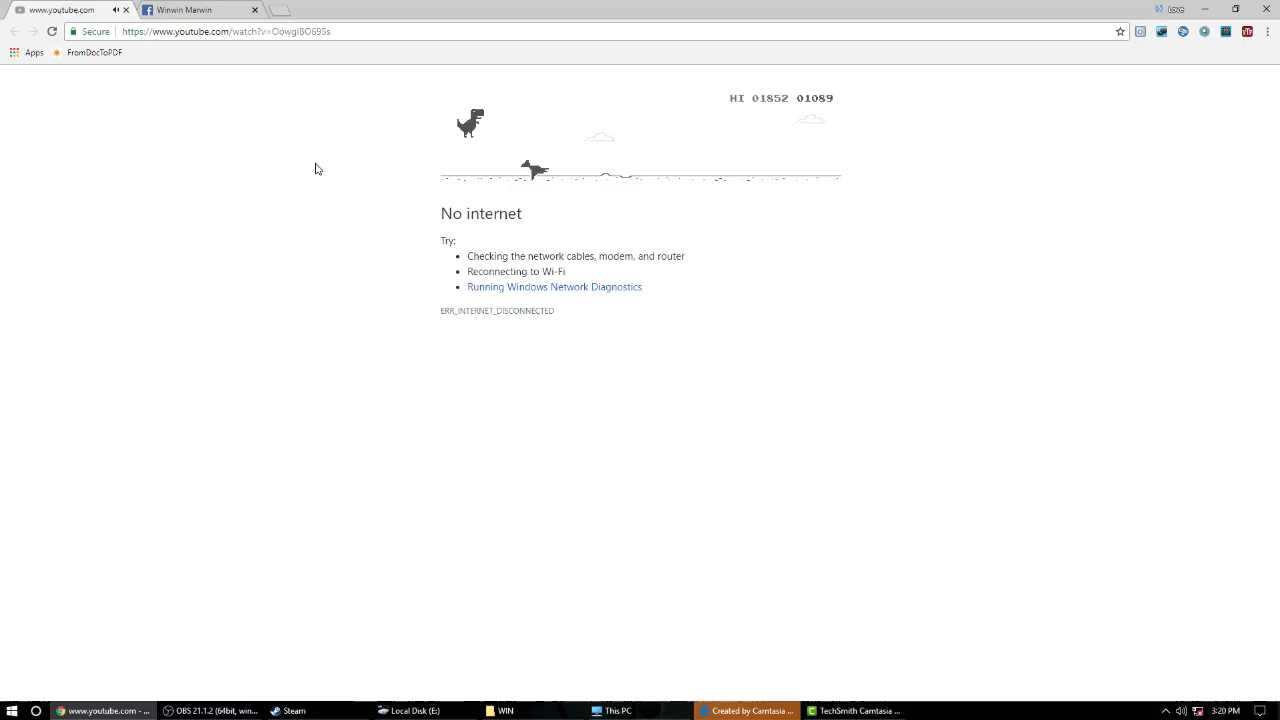 www.youtube.com
Winwin Marwin
Love
Secure
https://www.youtube.com/watch?v=OowgIBO695s
Apps
FromDocToPDF
HI 01852 01089
No internet
Try:
• Checking the network cables, modem, and router
• Reconnecting to Wi-Fi
• Running Windows Network Diagnostics
ERR_INTERNET_DISCONNECTED
www.youtube.com - ...
OBS 21.1.2 (64bit, win...
Steam
Local Disk (E:)
WIN
This PC
Created by Camtasia ...
TechSmith Camtasia ...
3:20 PM